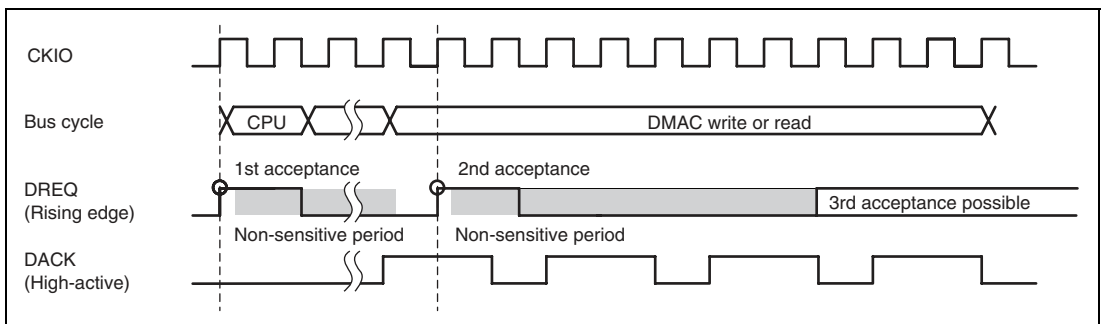 CKIO
Bus cycle
CPU
DMAC write or read
1st acceptance
2nd acceptance
DREQ
(Rising edge)
3rd acceptance possible
Non-sensitive period
Non-sensitive period
DACK
(High-active)